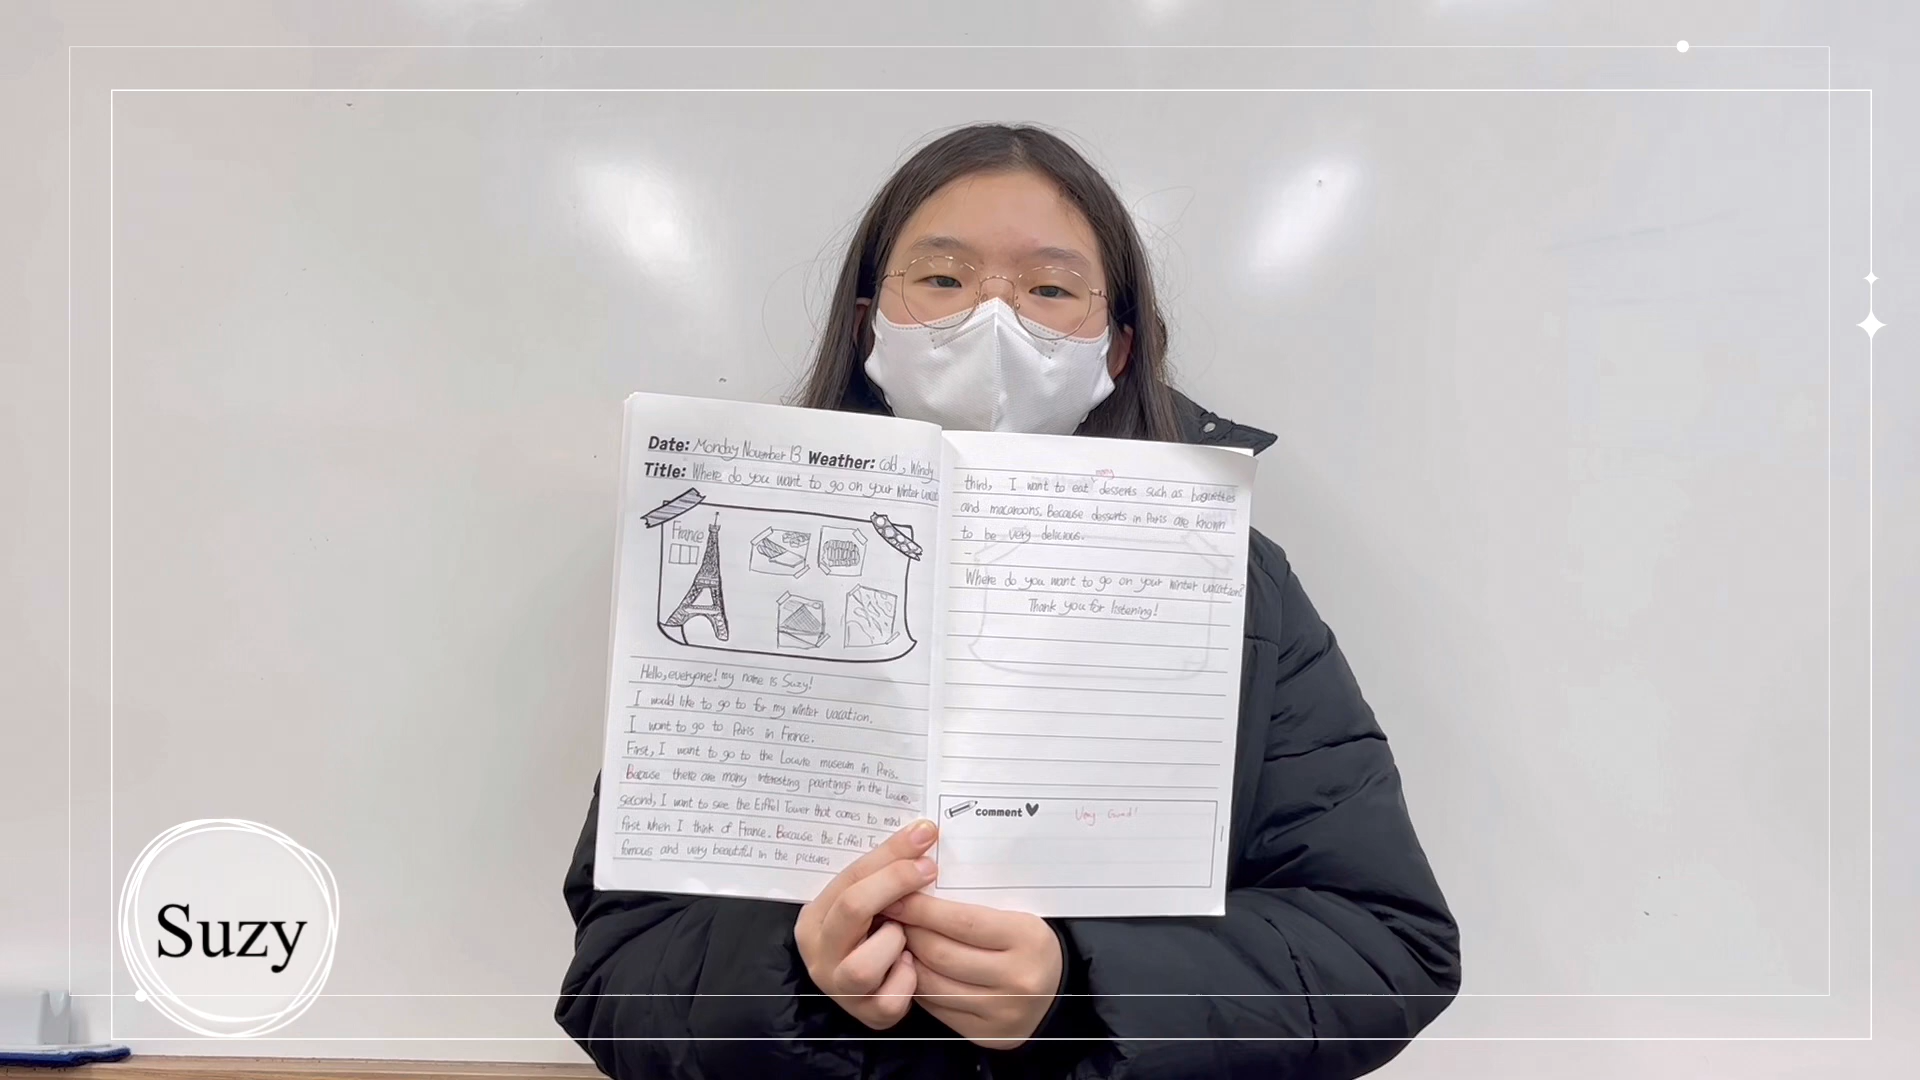 Date: Monday November 13 Weather: cold, Windy
Title: Where do you want to go on your winter vacat
France
Hello, everyone! my name is Suzy!
I would like to go to for my winter vacation.
I want to go to Paris in France.
First, I want to go to the Louvre museum in Paris.
Because there are many interesting paintings in the Louvre.
second, I want to see the Eiffel Tower that comes to mind
first when I think of France. Because the Eiffel To
famous and very beautiful in the pictures
many
third, I want to eat desserts such as baguettes
and macaroons. Because desserts in Paris are known
to be very delicious.
Where do you want to go on your winter vacation?
Thank you for listening!
comment Very Good!
Suzy